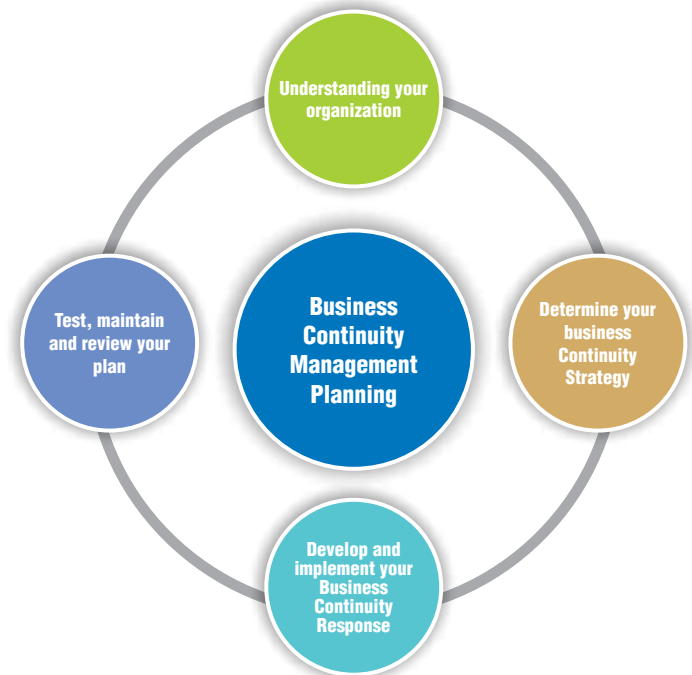 Understanding your
organization
Test, maintain
and review your
plan
Business
Continuity
Management
Planning
Determine your
business
Continuity
Strategy
Develop and
implement your
Business
Continuity
Response